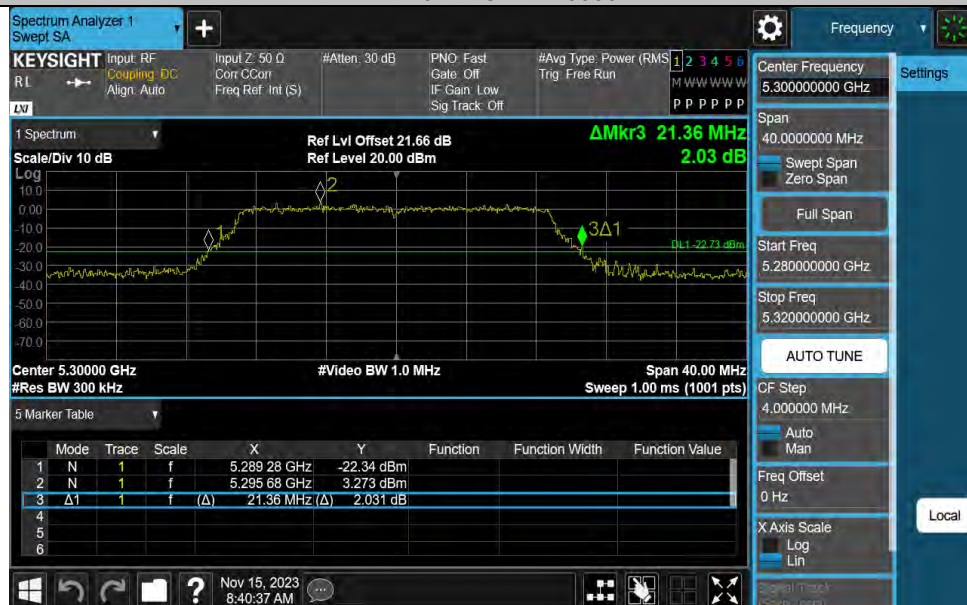 Spectrum Analyzer 1
Swept SA
+
Frequency
KEYSIGHT
RL
LXI
Input: RF
Coupling: DC
Align: Auto
Input Z: 50 Ω
Corr CCorr
Freq Ref: Int (S)
#Atten: 30 dB
PNO: Fast
Gate: Off
IF Gain: Low
Sig Track: Off
#Avg Type: Power (RMS
Trig: Free Run
1 2 3 4 5 6
M W W W W W
P P P P P P
1 Spectrum
Scale/Div 10 dB
Ref Lvl Offset 21.66 dB
Ref Level 20.00 dBm
ΔMkr3 21.36 MHz
2.03 dB
Log
10.0
0.00
-10.0
-20.0
-30.0
-40.0
-50.0
-60.0
-70.0
1
2
3Δ1
DL1 -22.73 dBm
Center 5.30000 GHz
#Res BW 300 kHz
#Video BW 1.0 MHz
Span 40.00 MHz
Sweep 1.00 ms (1001 pts)
5 Marker Table
Mode Trace Scale X Y Function Function Width Function Value
1 N 1 f 5.289 28 GHz -22.34 dBm
2 N 1 f 5.295 68 GHz 3.273 dBm
3 Δ1 1 f (Δ) 21.36 MHz (Δ) 2.031 dB
4
5
6
?
Nov 15, 2023
8:40:37 AM
Center Frequency
5.300000000 GHz
Span
40.0000000 MHz
Swept Span
Zero Span
Full Span
Start Freq
5.280000000 GHz
Stop Freq
5.320000000 GHz
AUTO TUNE
CF Step
4.000000 MHz
Auto
Man
Freq Offset
0 Hz
X Axis Scale
Log
Lin
Signal Track
Settings
Local